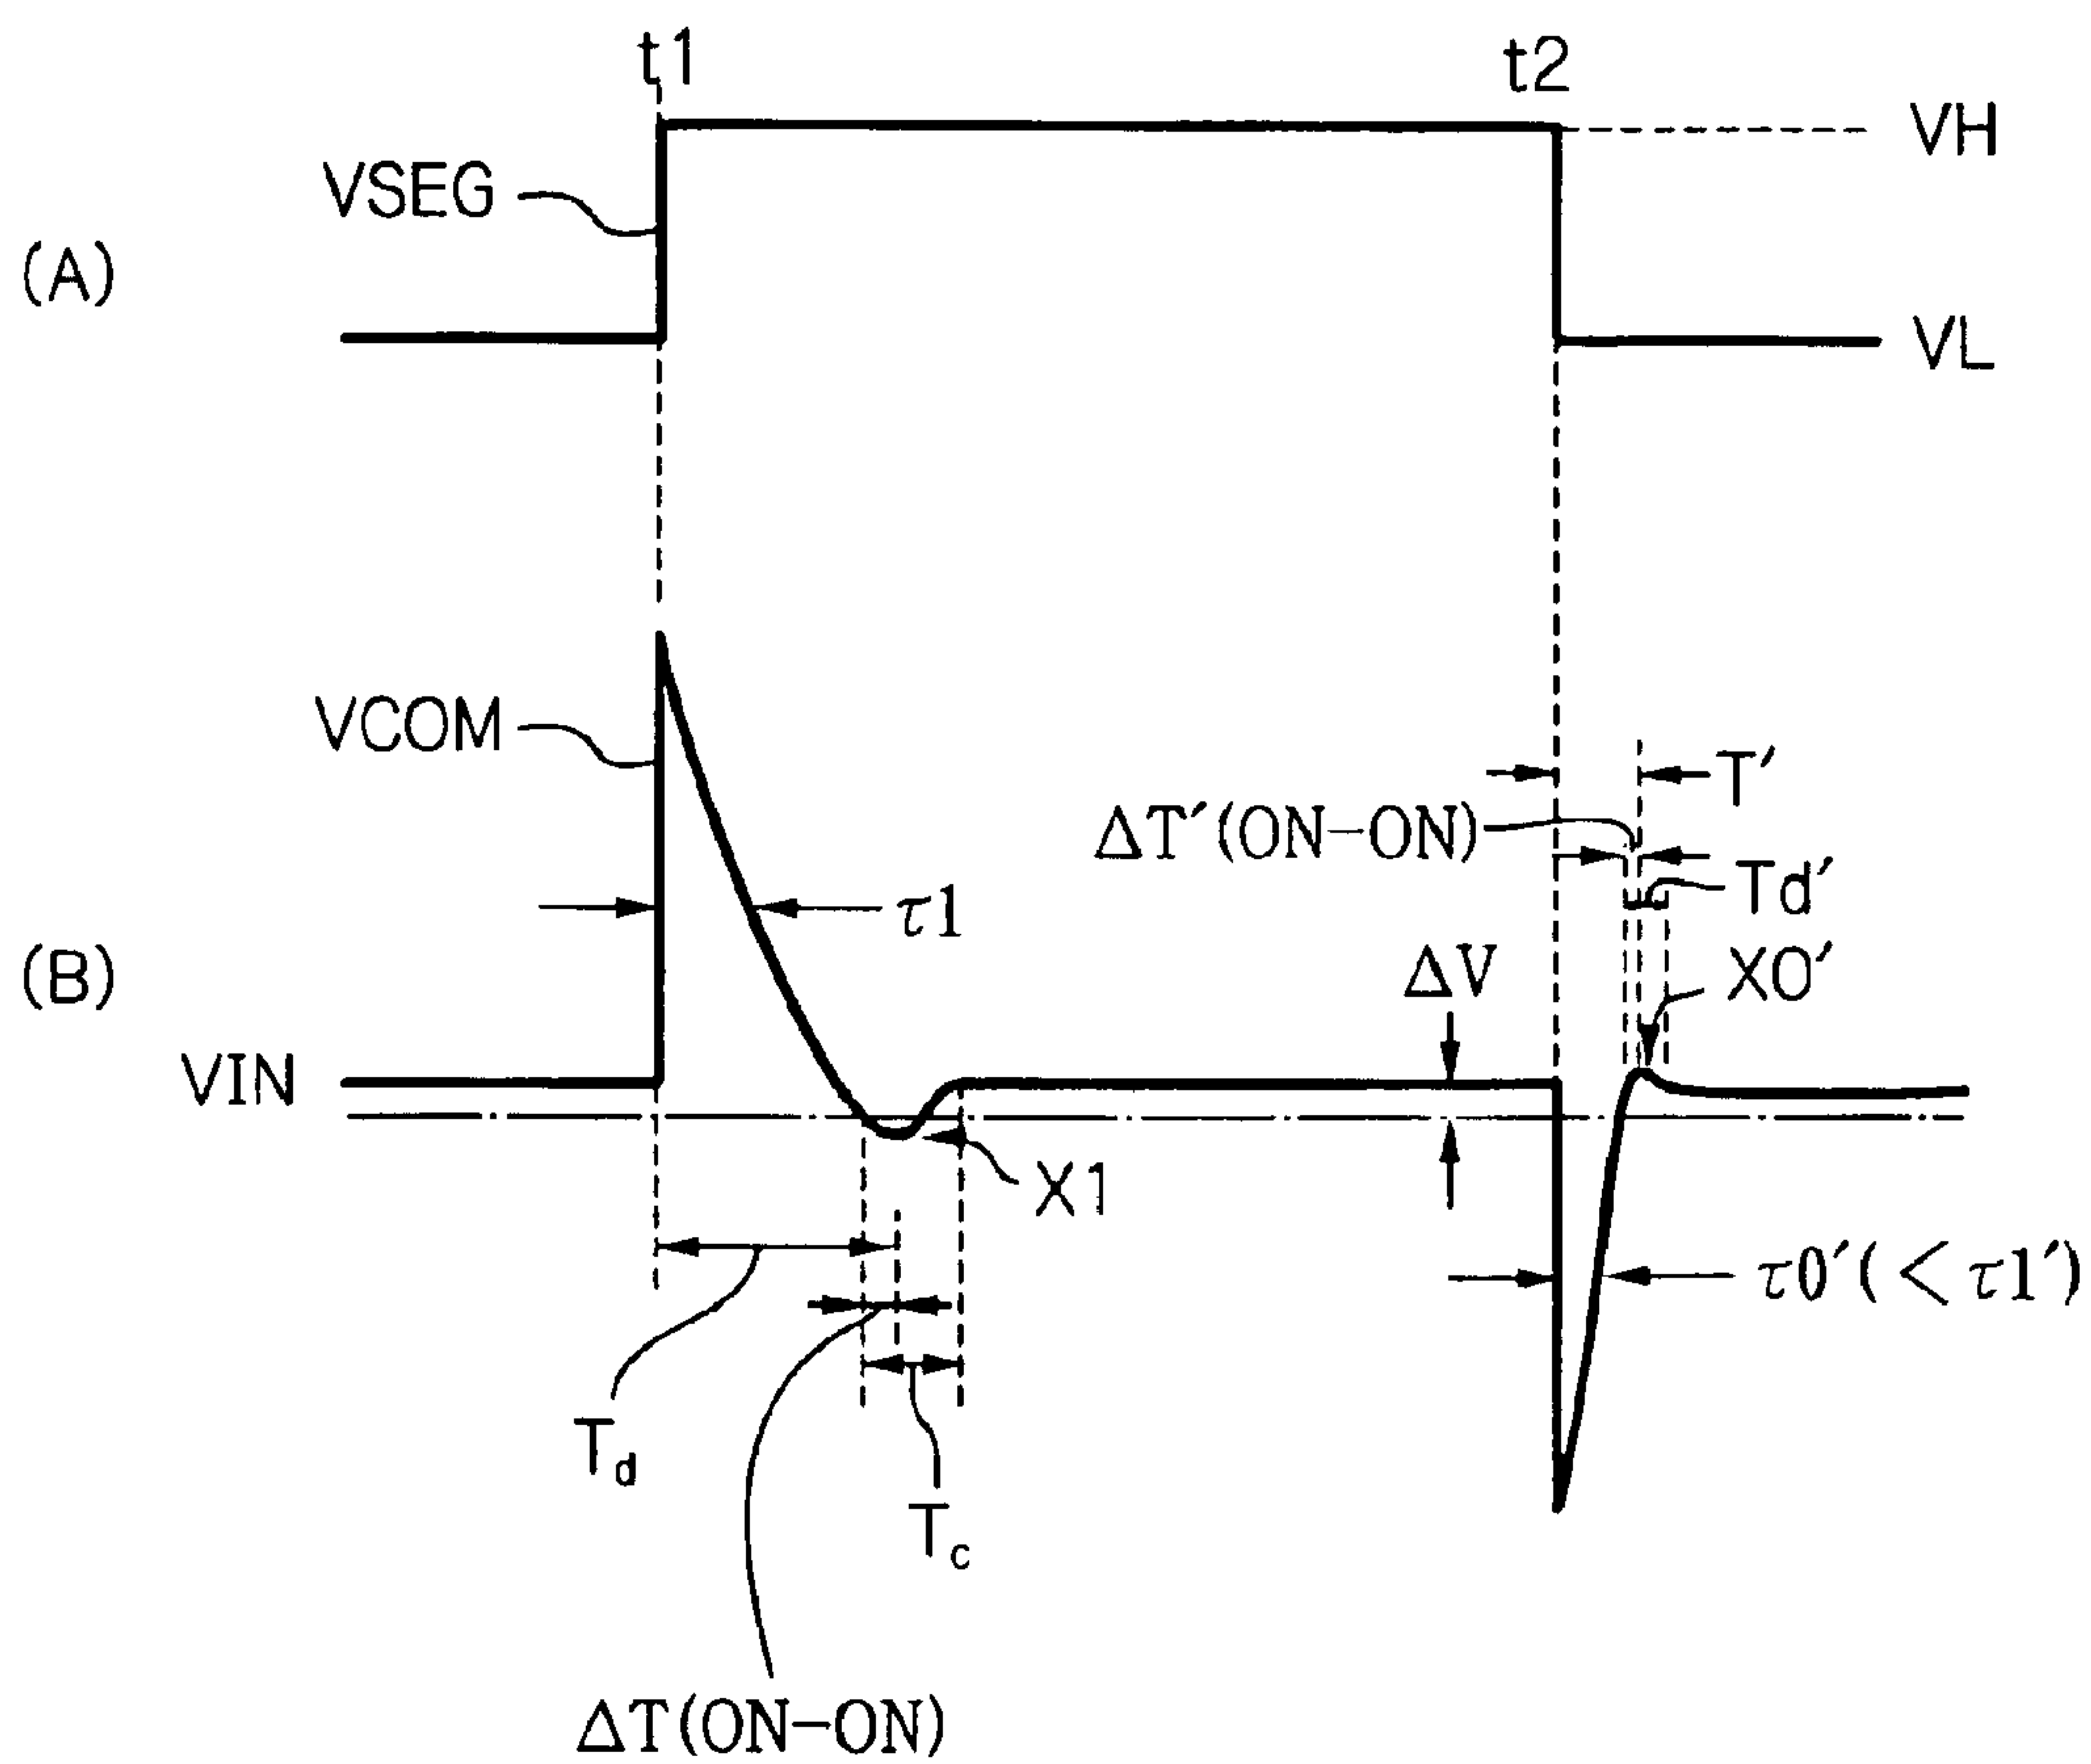 t1
t2
VH
VSEG
(A)
VL
VCOM
T′
ΔT′(ON-ON)
Td′
τ1
ΔV
X0′
(B)
VIN
X1
τ0′(<τ1′)
Td
Tc
ΔT(ON-ON)